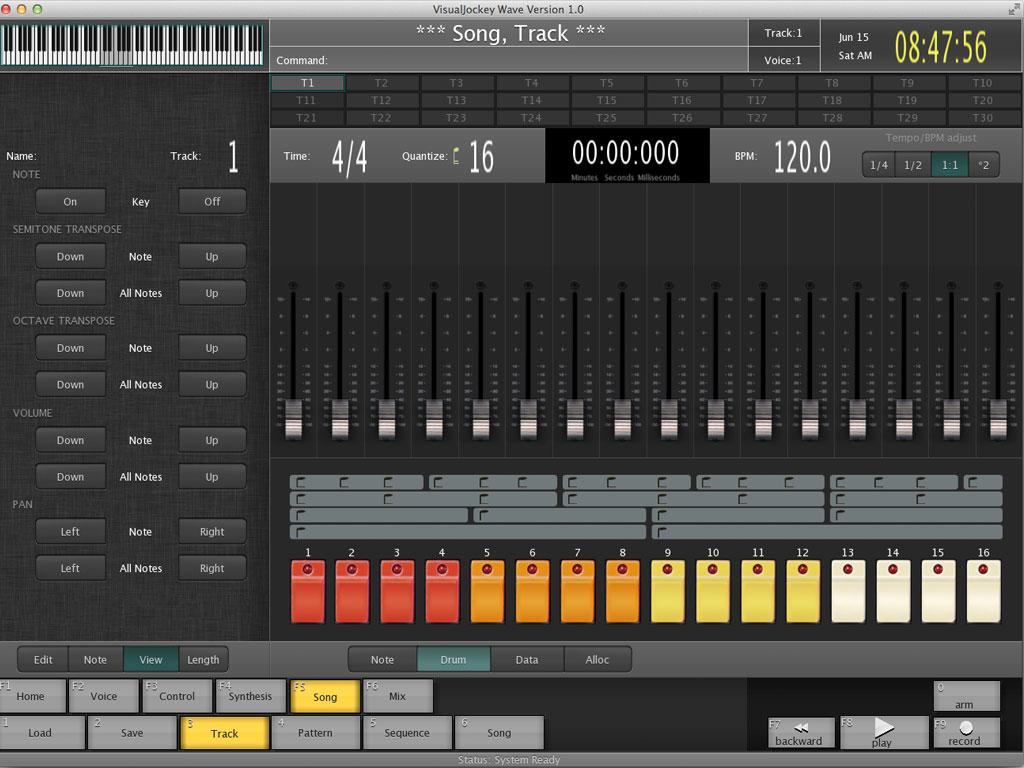 VisualJockey Wave Version 1.0
*** Song, Track ***
Command:
Track:1
Voice:1
Jun 15
Sat AM
08:47:56
T1 T2 T3 T4 T5 T6 T7 T8 T9 T10
T11 T12 T13 T14 T15 T16 T17 T18 T19 T20
T21 T22 T23 T24 T25 T26 T27 T28 T29 T30
Time: 4/4 Quantize: 16 00:00:000 BPM: 120.0
Minutes Seconds Milliseconds
Tempo/BPM adjust
1/4 1/2 1:1 *2
Name: Track: 1
NOTE
On Key Off
SEMITONE TRANSPOSE
Down Note Up
Down All Notes Up
OCTAVE TRANSPOSE
Down Note Up
Down All Notes Up
VOLUME
Down Note Up
Down All Notes Up
PAN
Left Note Right
Left All Notes Right
1 2 3 4 5 6 7 8 9 10 11 12 13 14 15 16
Edit Note View Length
Note Drum Data Alloc
F1 Home F2 Voice F3 Control F4 Synthesis F5 Song F6 Mix
1 Load 2 Save 3 Track 4 Pattern 5 Sequence 6 Song
0 arm
F7 backward F8 play F9 record
Status: System Ready